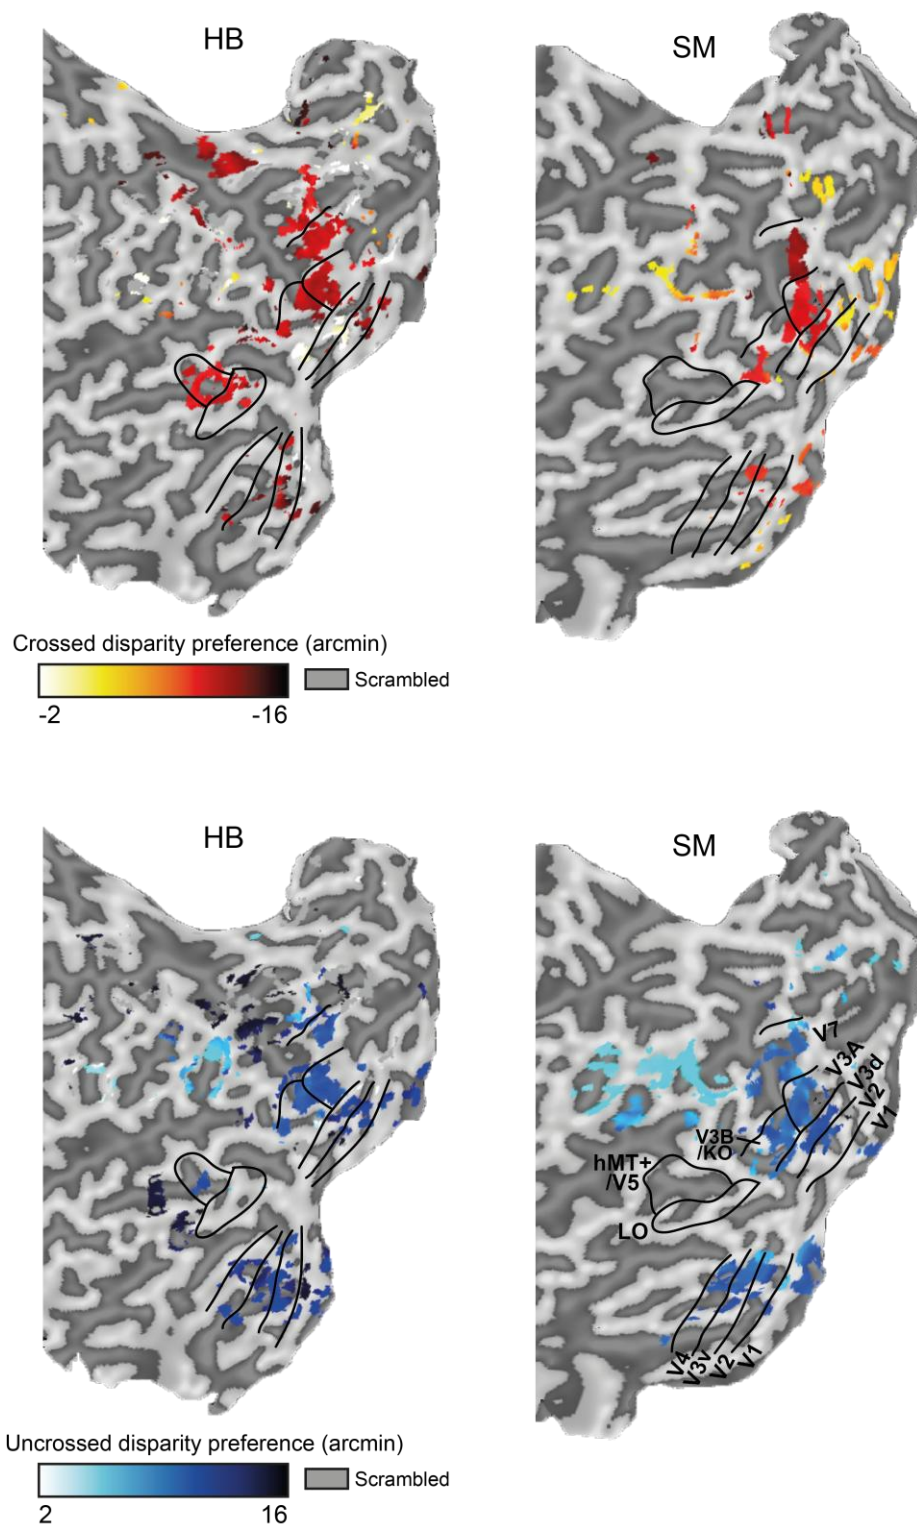 HB
SM
Crossed disparity preference (arcmin)
Scrambled
-2
-16
HB
SM
V7
V3A
V3d
V2
V1
V3B
/KO
hMT+
/V5
LO
V4
V3v
V2
V1
Uncrossed disparity preference (arcmin)
Scrambled
2
16